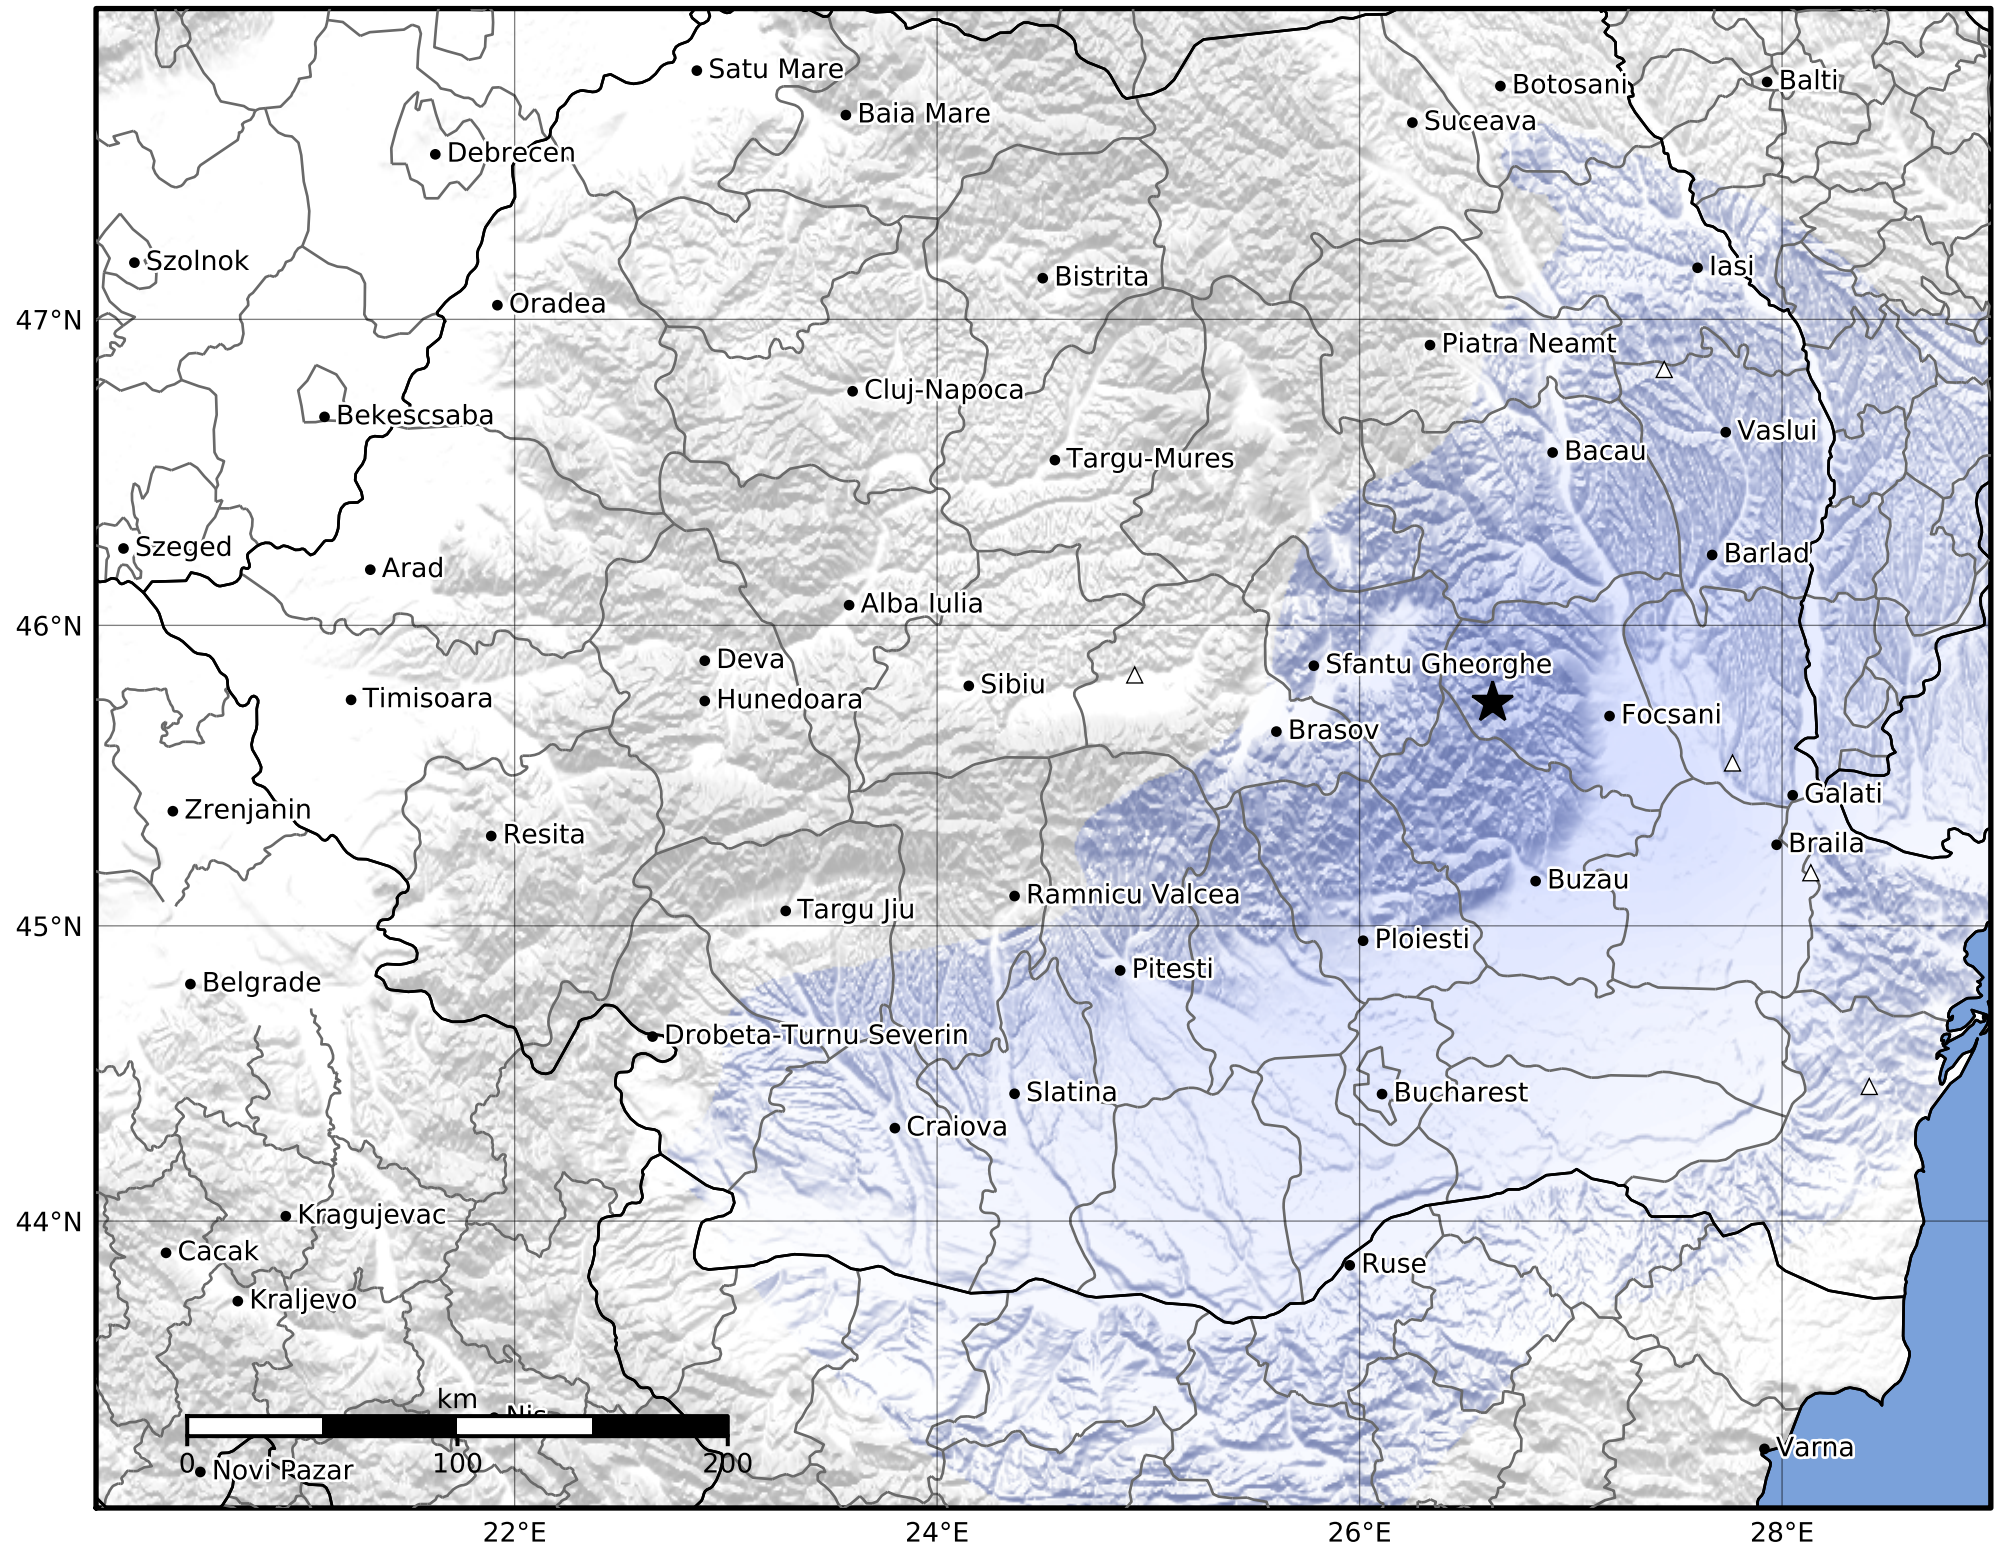 Satu Mare
Botosani
Balti
Baia Mare
Suceava
Debrecen
Szolnok
Iasi
Bistrita
Oradea
47°N
Piatra Neamt
Cluj-Napoca
Bekescsaba
Vaslui
Bacau
Targu-Mures
Szeged
Barlad
Arad
Alba Iulia
46°N
Deva
Sfantu Gheorghe
Sibiu
Timisoara
Hunedoara
Focsani
Brasov
Galati
Zrenjanin
Resita
Braila
Buzau
Ramnicu Valcea
Targu Jiu
45°N
Ploiesti
Pitesti
Belgrade
Drobeta-Turnu Severin
Slatina
Bucharest
Craiova
Kragujevac
44°N
Cacak
Ruse
Kraljevo
km
Nis
Varna
0
100
200
Novi Pazar
22°E
24°E
26°E
28°E